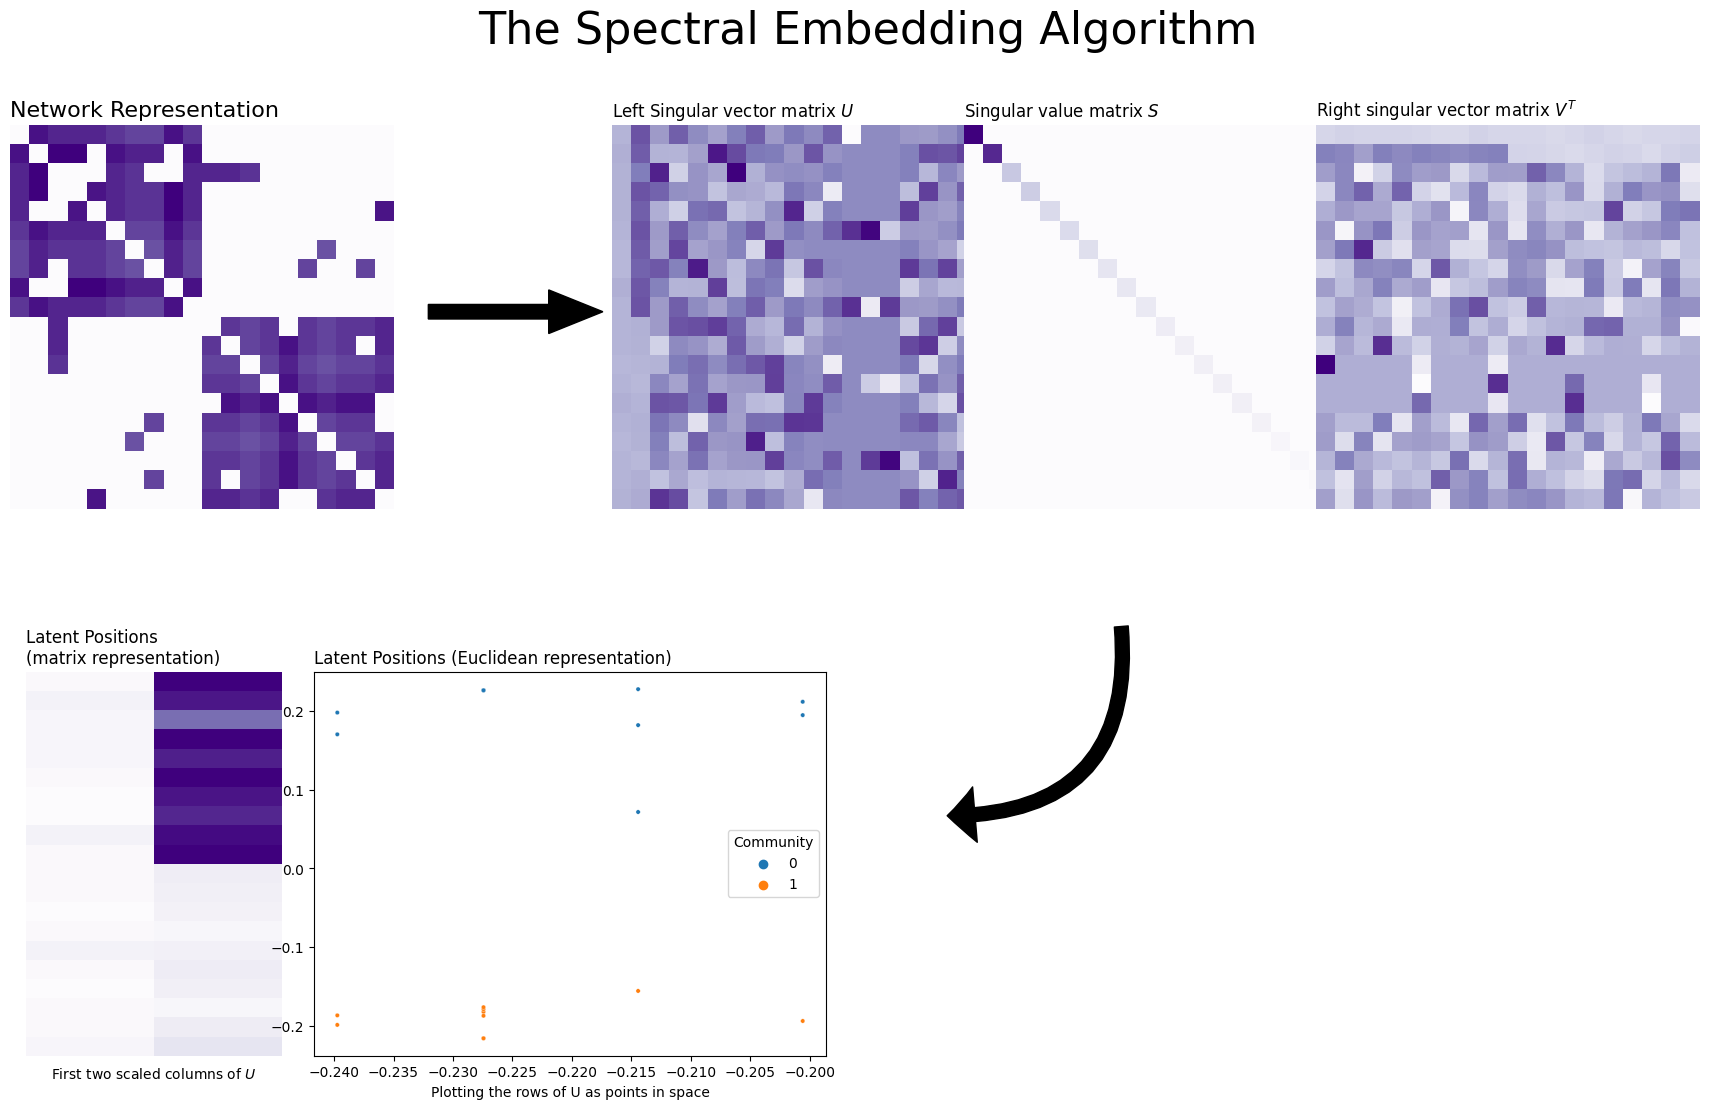 The Spectral Embedding Algorithm
Network Representation
Left Singular vector matrix U
Singular value matrix S
Right singular vector matrix V^T
Latent Positions
(matrix representation)
First two scaled columns of U
Latent Positions (Euclidean representation)
0.2
0.1
0.0
−0.1
−0.2
Community
0
1
−0.240 −0.235 −0.230 −0.225 −0.220 −0.215 −0.210 −0.205 −0.200
Plotting the rows of U as points in space